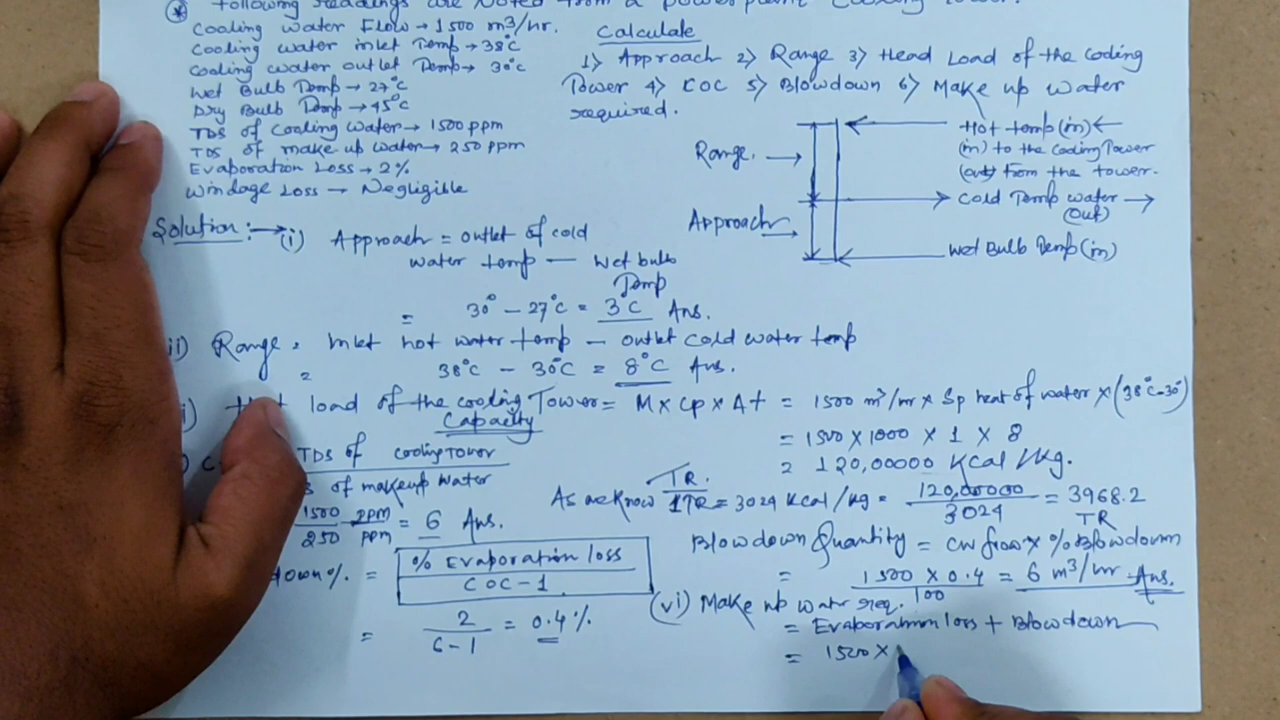 following readings are Noted from a powerplant Cooling tower.
Cooling water Flow → 1500 m3/hr.
Cooling water inlet Temp → 38°C
Cooling water outlet Temp → 30°C
Wet Bulb Temp → 27°C
Dry Bulb Temp → 45°C
TDS of Cooling water → 1500 ppm
TDS of make up water → 250 ppm
Evaporation Loss → 2%
Windage Loss → Negligible
Calculate
1) Approach 2) Range 3) Head Load of the Cooling
Tower 4) COC 5) Blowdown 6) Make up water
required.
Range. →
Approach →
Hot temp (in) ←
(in) to the Cooling Tower
(out) from the tower.
Cold Temp water →
(out)
Wet Bulb Temp (in)
Solution :→ (i) Approach = outlet of cold
water temp — Wet bulb
Temp
= 30° - 27°C = 3°C Ans.
ii) Range = Inlet hot water temp - outlet cold water temp
= 38°C - 30°C = 8°C Ans.
load of the cooling Tower = M x Cp x Δt = 1500 m³/hr x Sp heat of water x (38°C-30°)
Capacity
= 1500 x 1000 x 1 x 8
= 120,00000 Kcal/kg.
TDS of cooling tower
of makeup water
1500 ppm
250 ppm
= 6 Ans.
TR.
As we know 1TR = 3024 Kcal/kg = 120,00000 / 3024 = 3968.2
TR
down % = % Evaporation loss
COC-1
= 2 / 6-1 = 0.4%
Blowdown Quantity = CW flow x % Blowdown
= 1500 x 0.4 / 100 = 6 m³/hr Ans.
(vi) Make up water req.
= Evaporation loss + Blowdown
= 1500 x